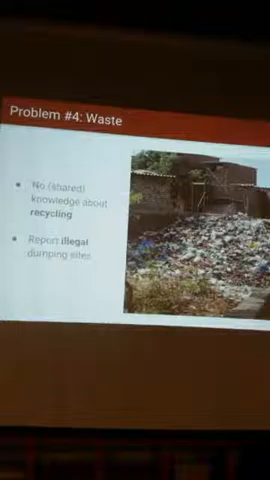 Problem #4: Waste
No (shared)
knowledge about
recycling
Report illegal
dumping sites